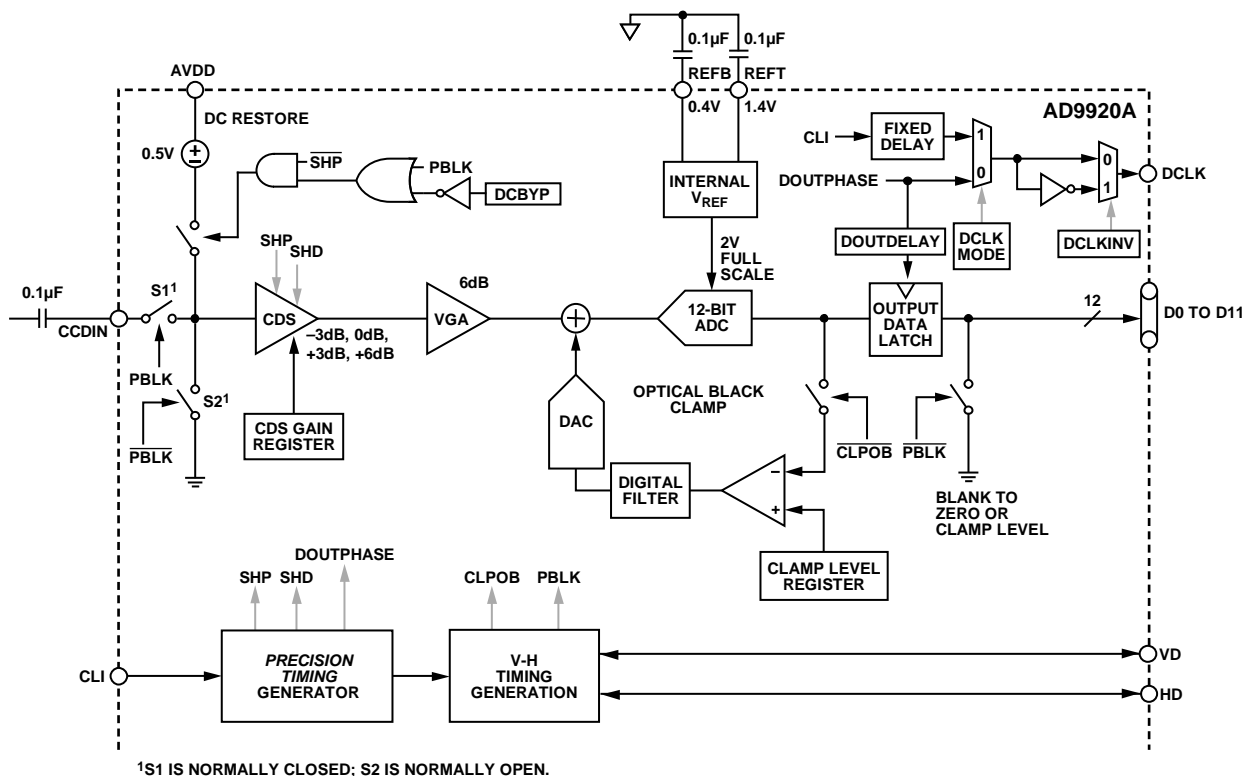 0.1µF
0.1µF
REFB
REFT
AVDD
0.4V
1.4V
AD9920A
DC RESTORE
CLI
FIXED
DELAY
1
0
0.5V
SHP
PBLK
DCBYP
INTERNAL
VREF
DOUTPHASE
0
1
DCLK
SHP
SHD
2V
FULL
SCALE
DOUTDELAY
DCLK
MODE
DCLKINV
0.1µF
CCDIN
S1¹
CDS
–3dB, 0dB,
+3dB, +6dB
6dB
VGA
12-BIT
ADC
OUTPUT
DATA
LATCH
12
D0 TO D11
PBLK
S2¹
PBLK
CDS GAIN
REGISTER
DAC
OPTICAL BLACK
CLAMP
CLPOB
PBLK
DIGITAL
FILTER
–
+
BLANK TO
ZERO OR
CLAMP LEVEL
CLAMP LEVEL
REGISTER
DOUTPHASE
SHP
SHD
CLPOB
PBLK
CLI
PRECISION
TIMING
GENERATOR
V-H
TIMING
GENERATION
VD
HD
¹S1 IS NORMALLY CLOSED; S2 IS NORMALLY OPEN.